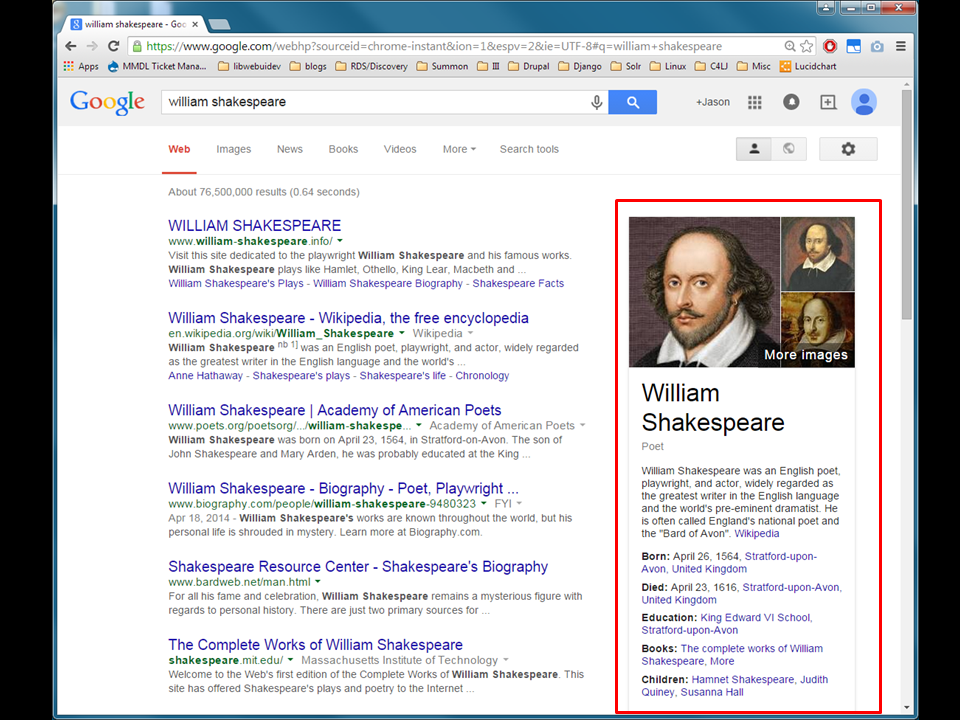 william shakespeare - Goo
https://www.google.com/webhp?sourceid=chrome-instant&ion=1&espv=2&ie=UTF-8#q=william+shakespeare
Apps MMDL Ticket Mana... libwebuidev blogs RDS/Discovery Summon III Drupal Django Solr Linux C4LJ Misc Lucidchart
Google william shakespeare +Jason
Web Images News Books Videos More Search tools
About 76,500,000 results (0.64 seconds)
WILLIAM SHAKESPEARE
www.william-shakespeare.info/
Visit this site dedicated to the playwright William Shakespeare and his famous works.
William Shakespeare plays like Hamlet, Othello, King Lear, Macbeth and ...
William Shakespeare's Plays - William Shakespeare Biography - Shakespeare Facts
William Shakespeare - Wikipedia, the free encyclopedia
en.wikipedia.org/wiki/William_Shakespeare Wikipedia
William Shakespeare nb 1] was an English poet, playwright, and actor, widely regarded
as the greatest writer in the English language and the world's ...
Anne Hathaway - Shakespeare's plays - Shakespeare's life - Chronology
William Shakespeare | Academy of American Poets
www.poets.org/poetsorg/.../william-shakespe... Academy of American Poets
William Shakespeare was born on April 23, 1564, in Stratford-on-Avon. The son of
John Shakespeare and Mary Arden, he was probably educated at the King ...
William Shakespeare - Biography - Poet, Playwright ...
www.biography.com/people/william-shakespeare-9480323 FYI
Apr 18, 2014 - William Shakespeare's works are known throughout the world, but his
personal life is shrouded in mystery. Learn more at Biography.com.
Shakespeare Resource Center - Shakespeare's Biography
www.bardweb.net/man.html
For all his fame and celebration, William Shakespeare remains a mysterious figure with
regards to personal history. There are just two primary sources for ...
The Complete Works of William Shakespeare
shakespeare.mit.edu/ Massachusetts Institute of Technology
Welcome to the Web's first edition of the Complete Works of William Shakespeare. This
site has offered Shakespeare's plays and poetry to the Internet ...
More images
William
Shakespeare
Poet
William Shakespeare was an English poet,
playwright, and actor, widely regarded as
the greatest writer in the English language
and the world's pre-eminent dramatist. He
is often called England's national poet and
the "Bard of Avon". Wikipedia
Born: April 26, 1564, Stratford-upon-
Avon, United Kingdom
Died: April 23, 1616, Stratford-upon-Avon,
United Kingdom
Education: King Edward VI School,
Stratford-upon-Avon
Books: The complete works of William
Shakespeare, More
Children: Hamnet Shakespeare, Judith
Quiney, Susanna Hall